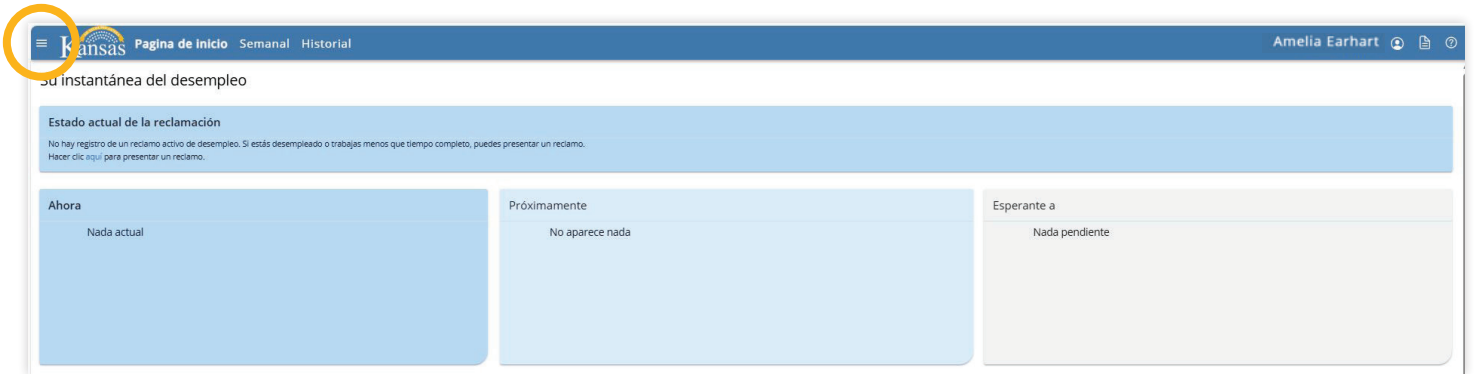 Kansas Pagina de inicio Semanal Historial Amelia Earhart
Su instantánea del desempleo
Estado actual de la reclamación
No hay registro de un reclamo activo de desempleo. Si estás desempleado o trabajas menos que tiempo completo, puedes presentar un reclamo.
Hacer clic aquí para presentar un reclamo.
Ahora
Nada actual
Próximamente
No aparece nada
Esperante a
Nada pendiente